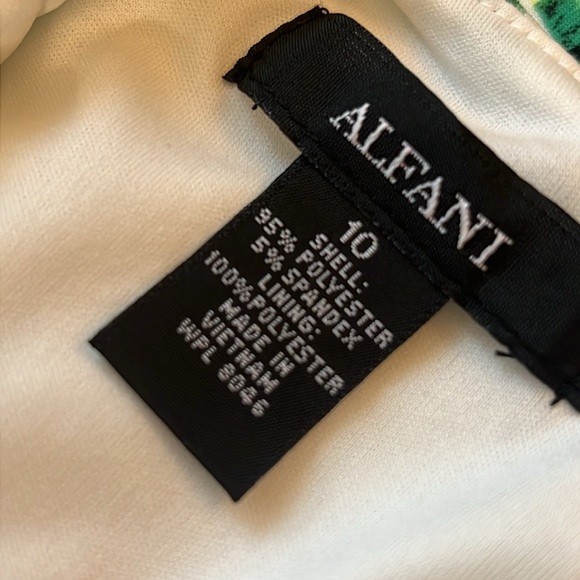 ALFANI
10
SHELL:
95% POLYESTER
5% SPANDEX
LINING:
100% POLYESTER
MADE IN
VIETNAM
WPL 8046